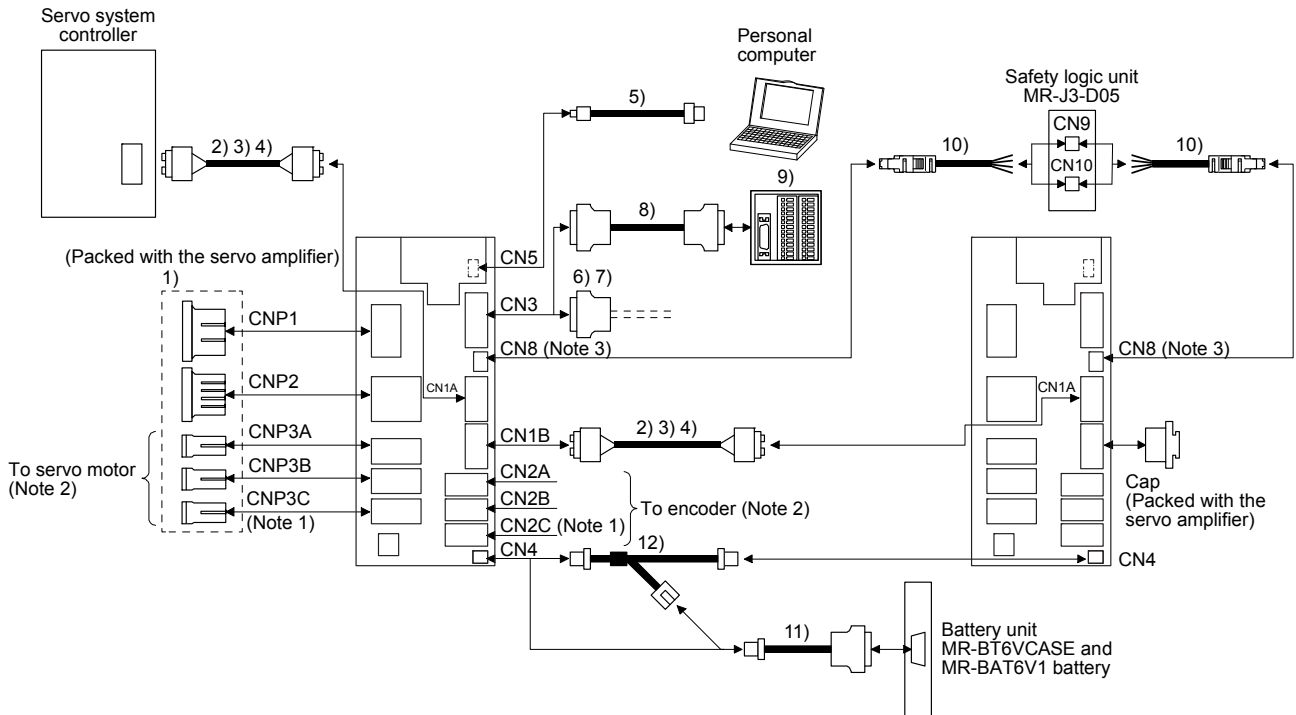 Servo system
controller
Personal
computer
Safety logic unit
MR-J3-D05
CN9
CN10
2) 3) 4)
5)
10)
10)
9)
8)
(Packed with the servo amplifier)
1)
CN5
6) 7)
CN3
CNP1
CN8 (Note 3)
CN8 (Note 3)
CNP2
CN1A
CN1A
CNP3A
CN1B
2) 3) 4)
To servo motor
(Note 2)
CNP3B
CN2A
CN2B
CNP3C
(Note 1)
CN2C (Note 1)
To encoder (Note 2)
Cap
(Packed with the
servo amplifier)
CN4
12)
CN4
11)
Battery unit
MR-BT6VCASE and
MR-BAT6V1 battery